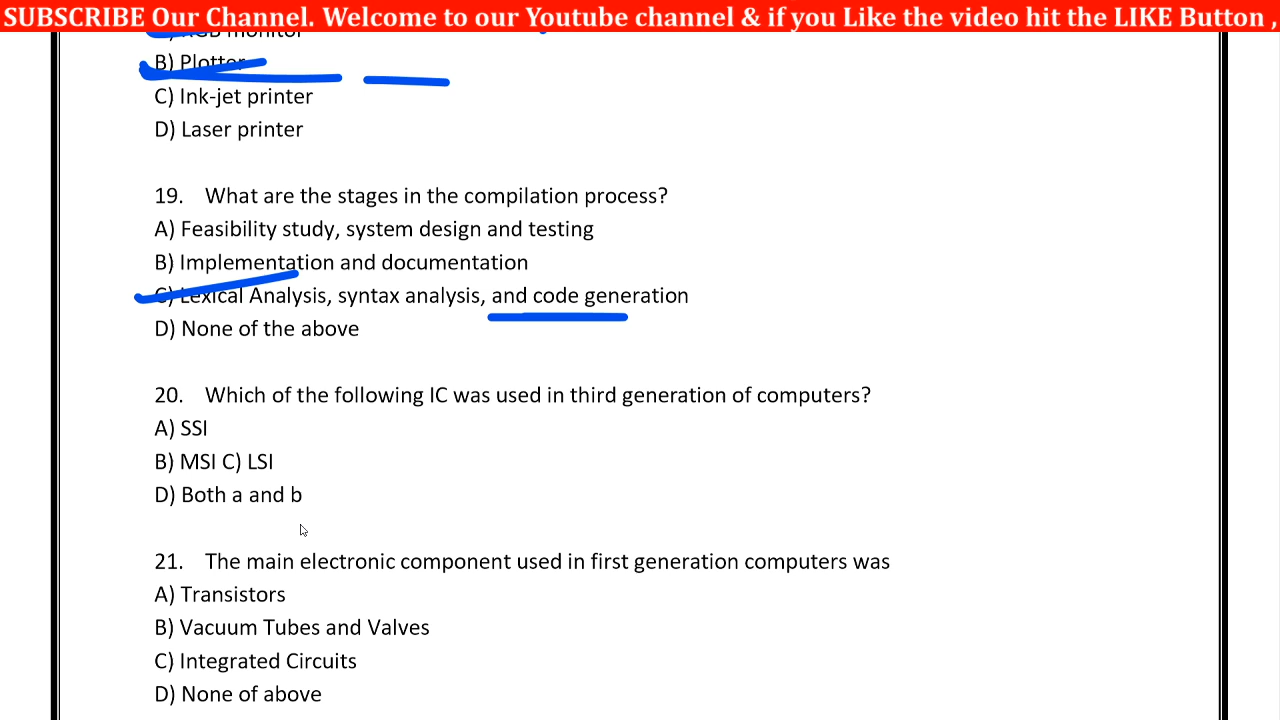 SUBSCRIBE Our Channel. Welcome to our Youtube channel & if you Like the video hit the LIKE Button ,
monitor
B) Plotter
C) Ink-jet printer
D) Laser printer
19. What are the stages in the compilation process?
A) Feasibility study, system design and testing
B) Implementation and documentation
C) Lexical Analysis, syntax analysis, and code generation
D) None of the above
20. Which of the following IC was used in third generation of computers?
A) SSI
B) MSI C) LSI
D) Both a and b
21. The main electronic component used in first generation computers was
A) Transistors
B) Vacuum Tubes and Valves
C) Integrated Circuits
D) None of above